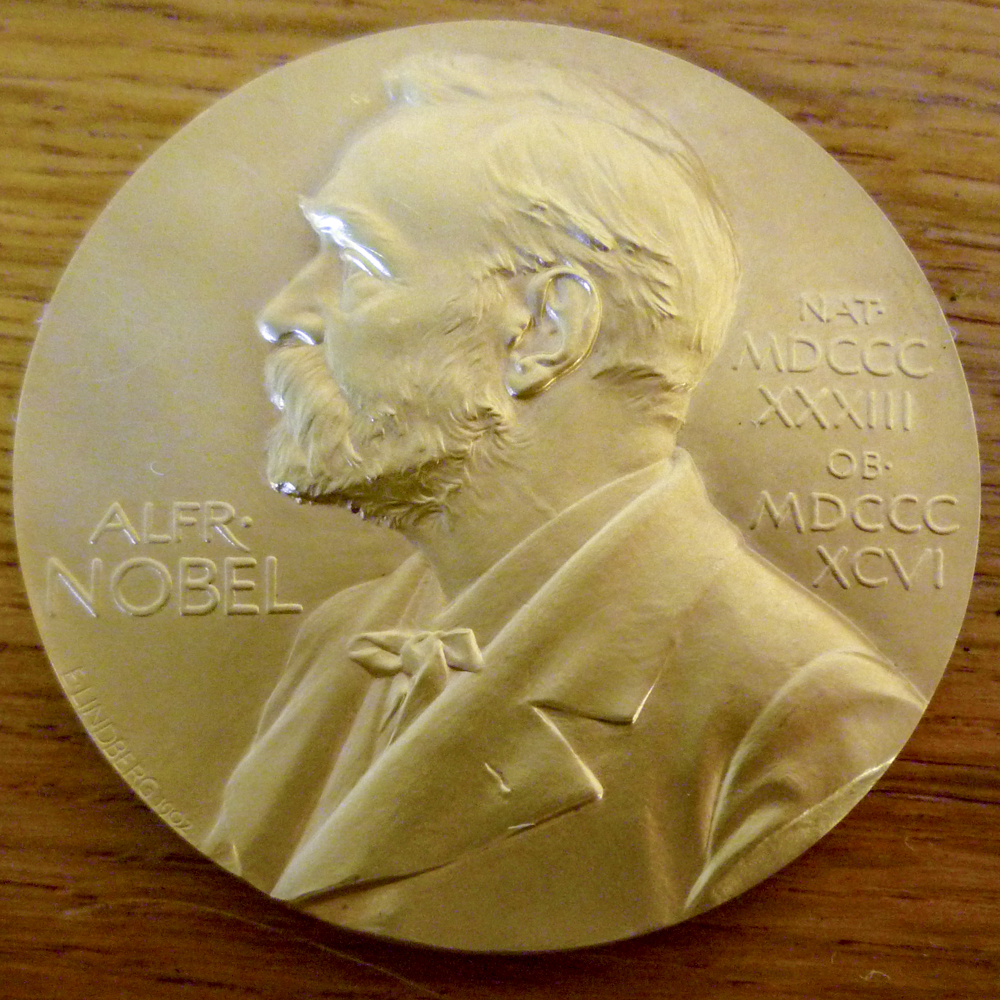 ALFR·
NOBEL
NAT·
MDCCC
XXXIII
OB·
MDCCC
XCVI
E·LINDBERG 1902